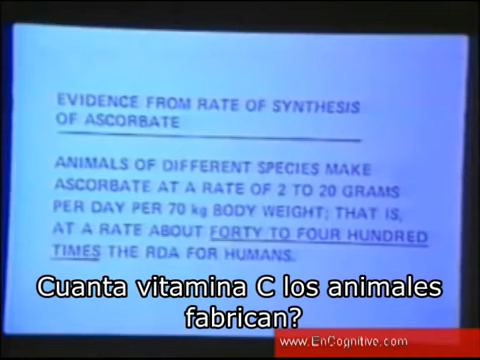 EVIDENCE FROM RATE OF SYNTHESIS
OF ASCORBATE
ANIMALS OF DIFFERENT SPECIES MAKE
ASCORBATE AT A RATE OF 2 TO 20 GRAMS
PER DAY PER 70 kg BODY WEIGHT; THAT IS,
AT A RATE ABOUT FORTY TO FOUR HUNDRED
TIMES THE RDA FOR HUMANS.
Cuanta vitamina C los animales
fabrican?
www.EnCognitive.com